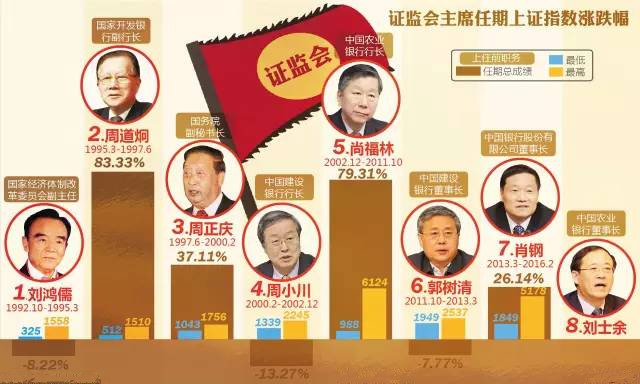 证监会主席任期上证指数涨跌幅
上任前职务
任期总成绩
最低
最高
证监会
国家经济体制改
革委员会副主任
1.刘鸿儒
1992.10-1995.3
325
1558
-8.22%
国家开发银
行副行长
2.周道炯
1995.3-1997.6
83.33%
512
1510
国务院
副秘书长
3.周正庆
1997.6-2000.2
37.11%
1043
1756
中国建设
银行行长
4.周小川
2000.2-2002.12
1339
2245
-13.27%
中国农业
银行行长
5.肖福林
2002.12-2011.10
79.31%
988
6124
中国建设
银行董事长
6.郭树清
2011.10-2013.3
1949
2537
-7.77%
中国银行股份有
限公司董事长
7.肖钢
2013.3-2016.2
26.14%
1849
5178
中国农业
银行董事长
8.刘士余